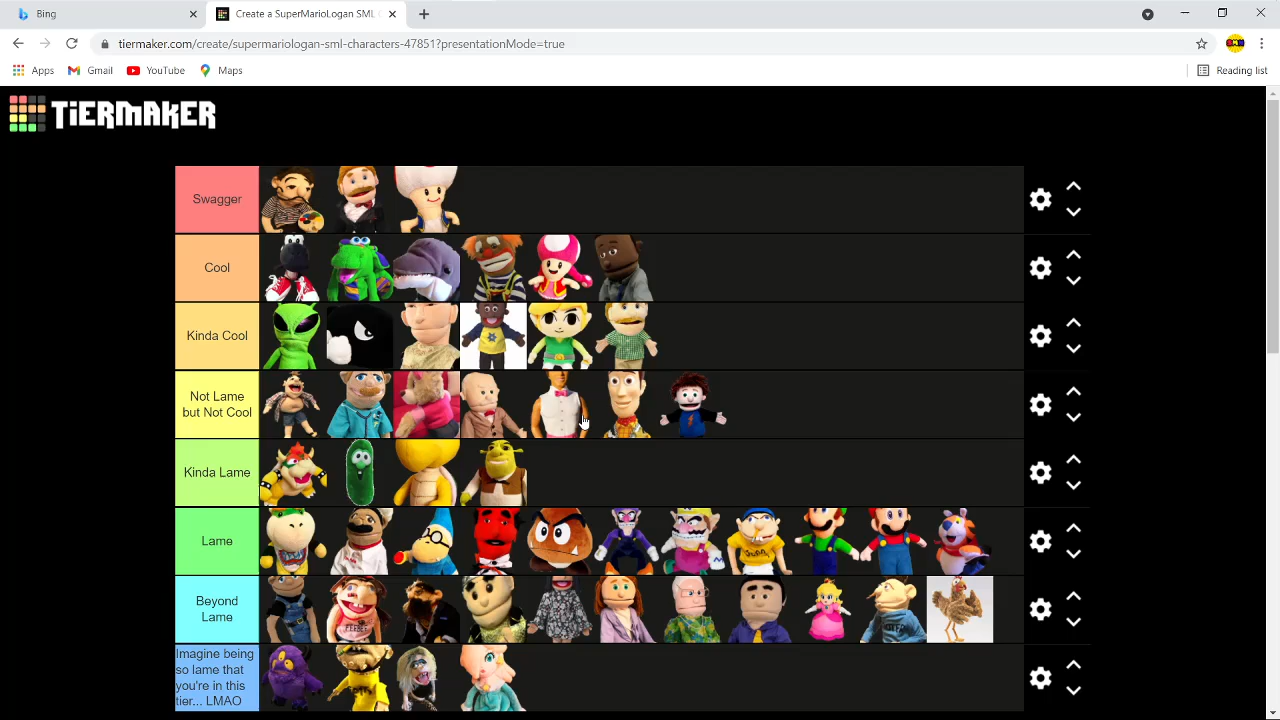 Bing
Create a SuperMarioLogan SML
tiermaker.com/create/supermariologan-sml-characters-47851?presentationMode=true
Apps
Gmail
YouTube
Maps
Reading list
TiERMAKER
Swagger
Cool
Kinda Cool
Not Lame
but Not Cool
Kinda Lame
Lame
Beyond
Lame
Imagine being
so lame that
you're in this
tier... LMAO